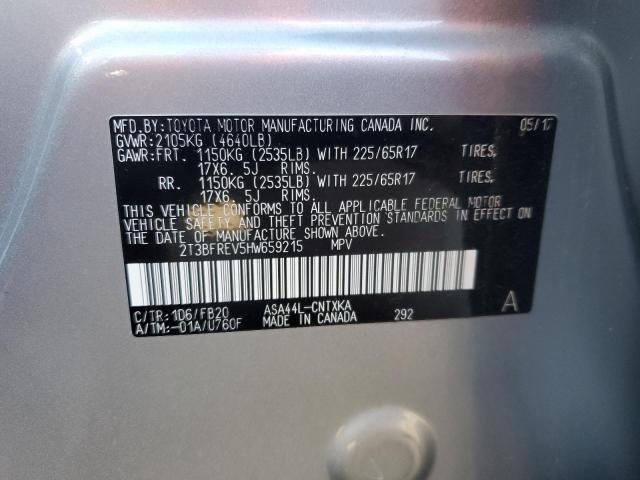 MFD.BY:TOYOTA MOTOR MANUFACTURING CANADA INC. 05/17
GVWR:2105KG (4640LB)
GAWR:FRT. 1150KG (2535LB) WITH 225/65R17 TIRES.
17X6. 5J RIMS.
RR. 1150KG (2535LB) WITH 225/65R17 TIRES.
17X6. 5J RIMS.
THIS VEHICLE CONFORMS TO ALL APPLICABLE FEDERAL MOTOR
VEHICLE SAFETY AND THEFT PREVENTION STANDARDS IN EFFECT ON
THE DATE OF MANUFACTURE SHOWN ABOVE.
2T3BFREV5HW659215 MPV
C/TR:1D6/FB20 ASA44L-CNTXKA A
A/TM:-01A/U760F MADE IN CANADA 292